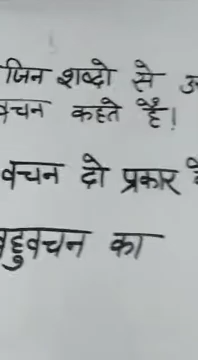 जिन शब्दो से
वचन कहते है।
वचन दो प्रकार
बहुवचन का